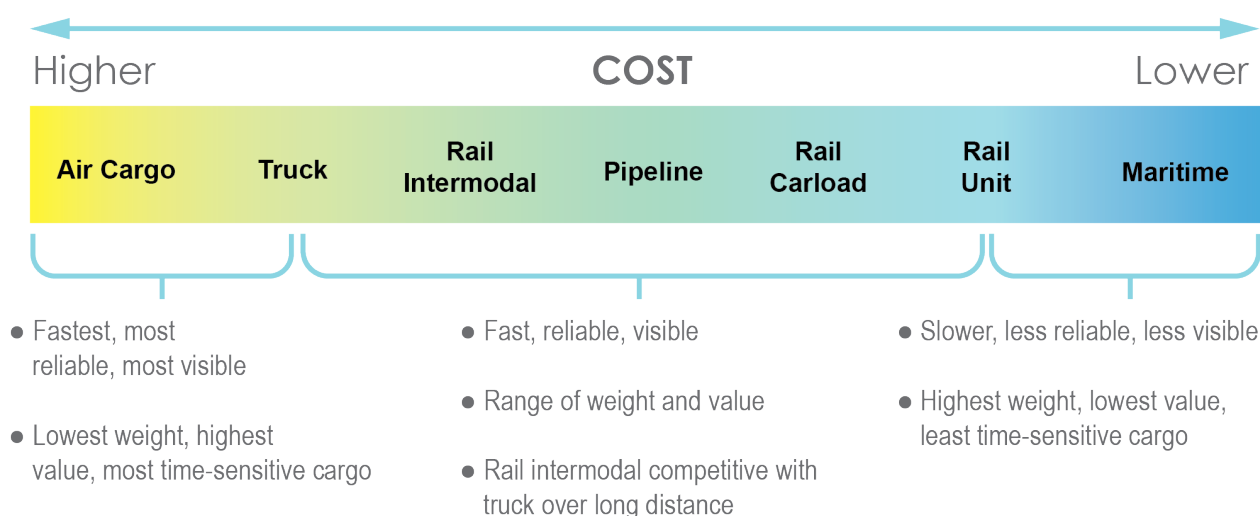 Higher COST Lower
Air Cargo
Truck
Rail
Intermodal
Pipeline
Rail
Carload
Rail
Unit
Maritime
● Fastest, most
reliable, most visible
● Lowest weight, highest
value, most time-sensitive cargo
● Fast, reliable, visible
● Range of weight and value
● Rail intermodal competitive with
truck over long distance
● Slower, less reliable, less visible
● Highest weight, lowest value,
least time-sensitive cargo